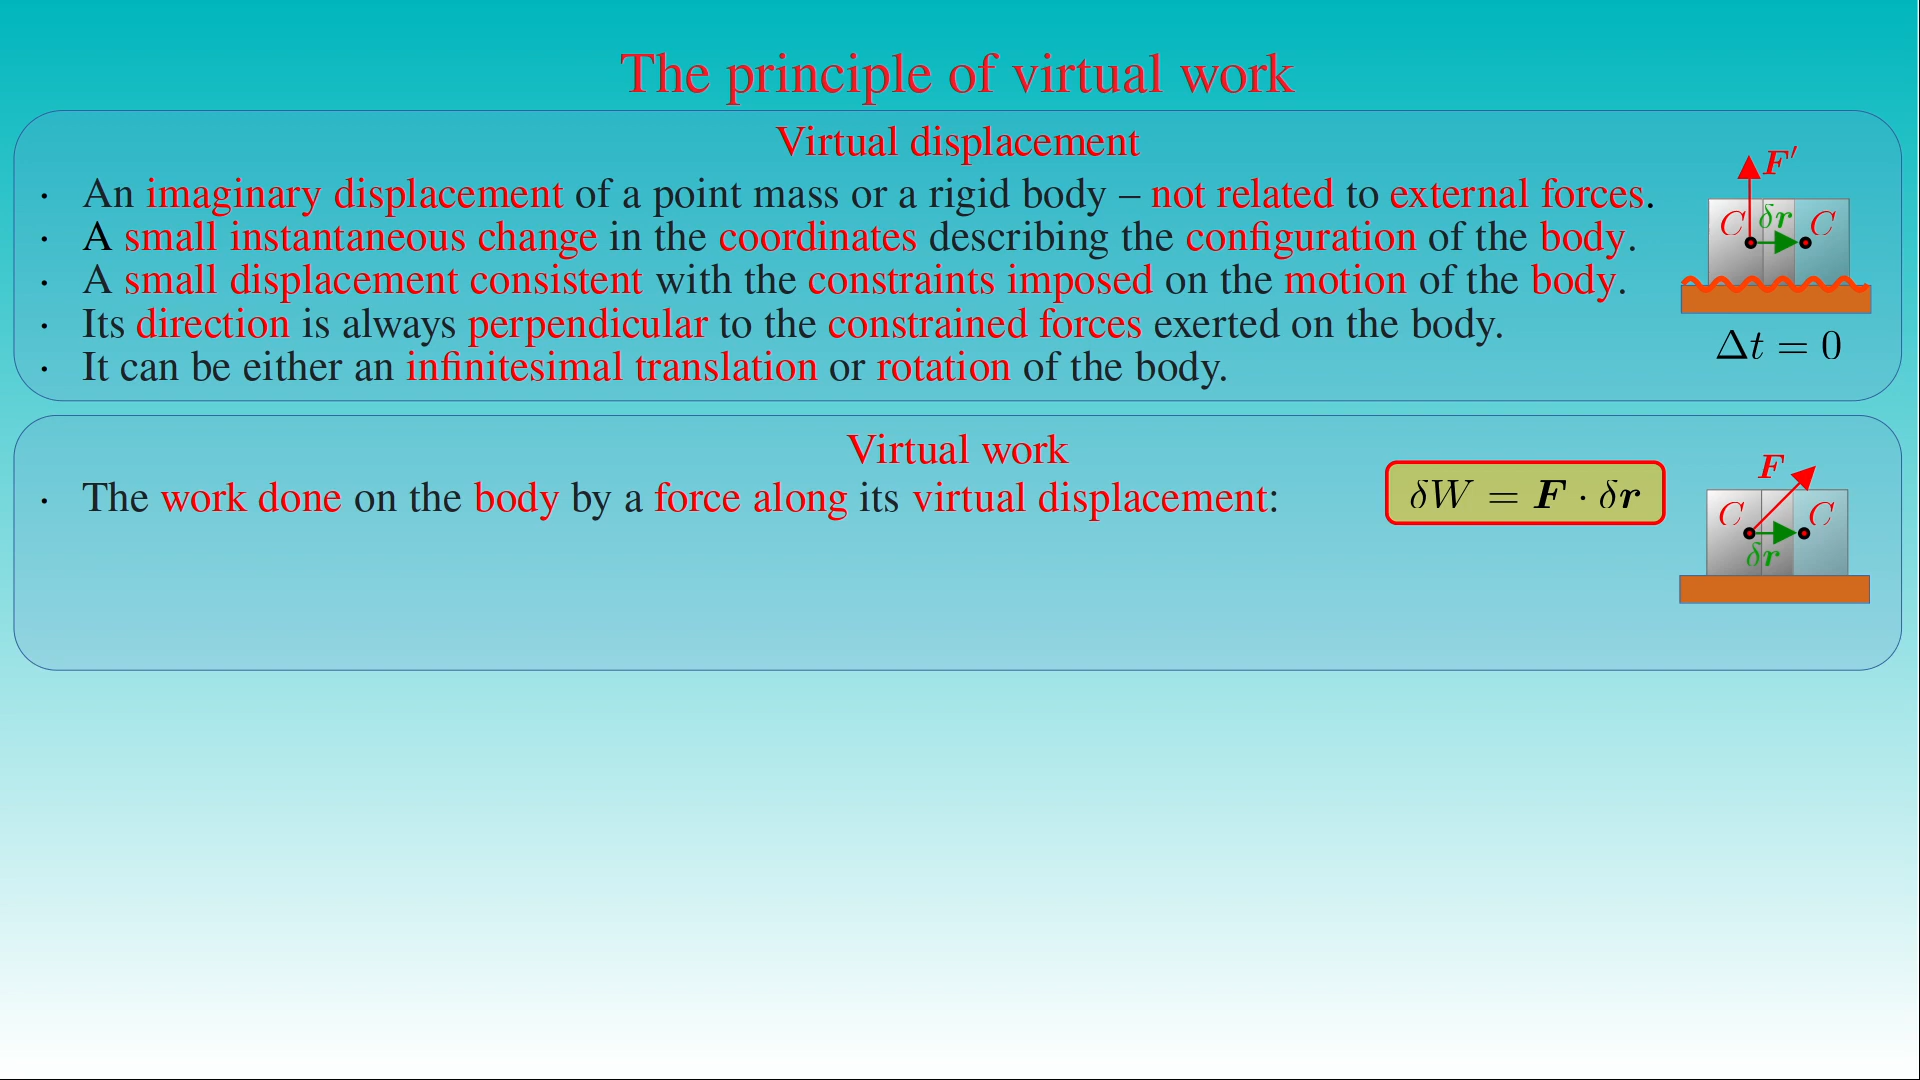 The principle of virtual work
Virtual displacement
· An imaginary displacement of a point mass or a rigid body – not related to external forces.
· A small instantaneous change in the coordinates describing the configuration of the body.
· A small displacement consistent with the constraints imposed on the motion of the body.
· Its direction is always perpendicular to the constrained forces exerted on the body.
· It can be either an infinitesimal translation or rotation of the body.
F′
C δr C
Δt = 0
Virtual work
· The work done on the body by a force along its virtual displacement:
δW = F · δr
F
C C
δr